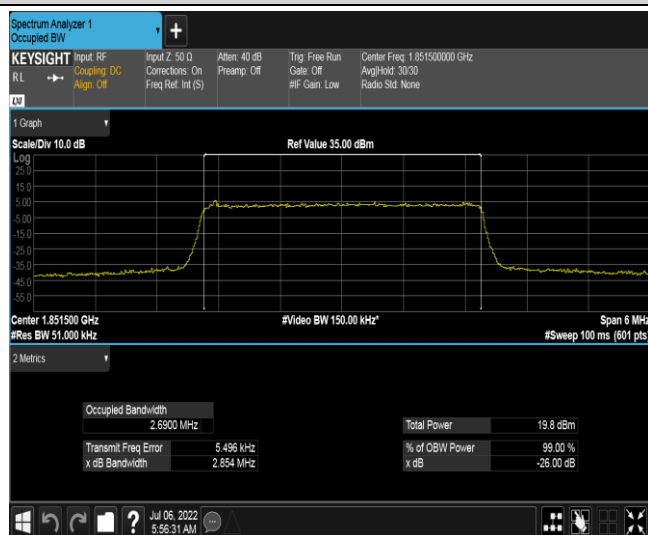 Spectrum Analyzer 1
Occupied BW
+
KEYSIGHT
RL
LXI
Input: RF
Coupling: DC
Align: Off
Input Z: 50 Ω
Corrections: On
Freq Ref: Int (S)
Atten: 40 dB
Preamp: Off
Trig: Free Run
Gate: Off
#IF Gain: Low
Center Freq: 1.851500000 GHz
Avg|Hold: 30/30
Radio Std: None
1 Graph
Scale/Div 10.0 dB
Ref Value 35.00 dBm
Log
25.0
15.0
5.00
-5.00
-15.0
-25.0
-35.0
-45.0
-55.0
Center 1.851500 GHz
#Video BW 150.00 kHz*
Span 6 MHz
#Res BW 51.000 kHz
#Sweep 100 ms (601 pts)
2 Metrics
Occupied Bandwidth
2.6900 MHz
Total Power 19.8 dBm
Transmit Freq Error 5.496 kHz
% of OBW Power 99.00 %
x dB Bandwidth 2.854 MHz
x dB -26.00 dB
?
Jul 06, 2022
5:56:31 AM